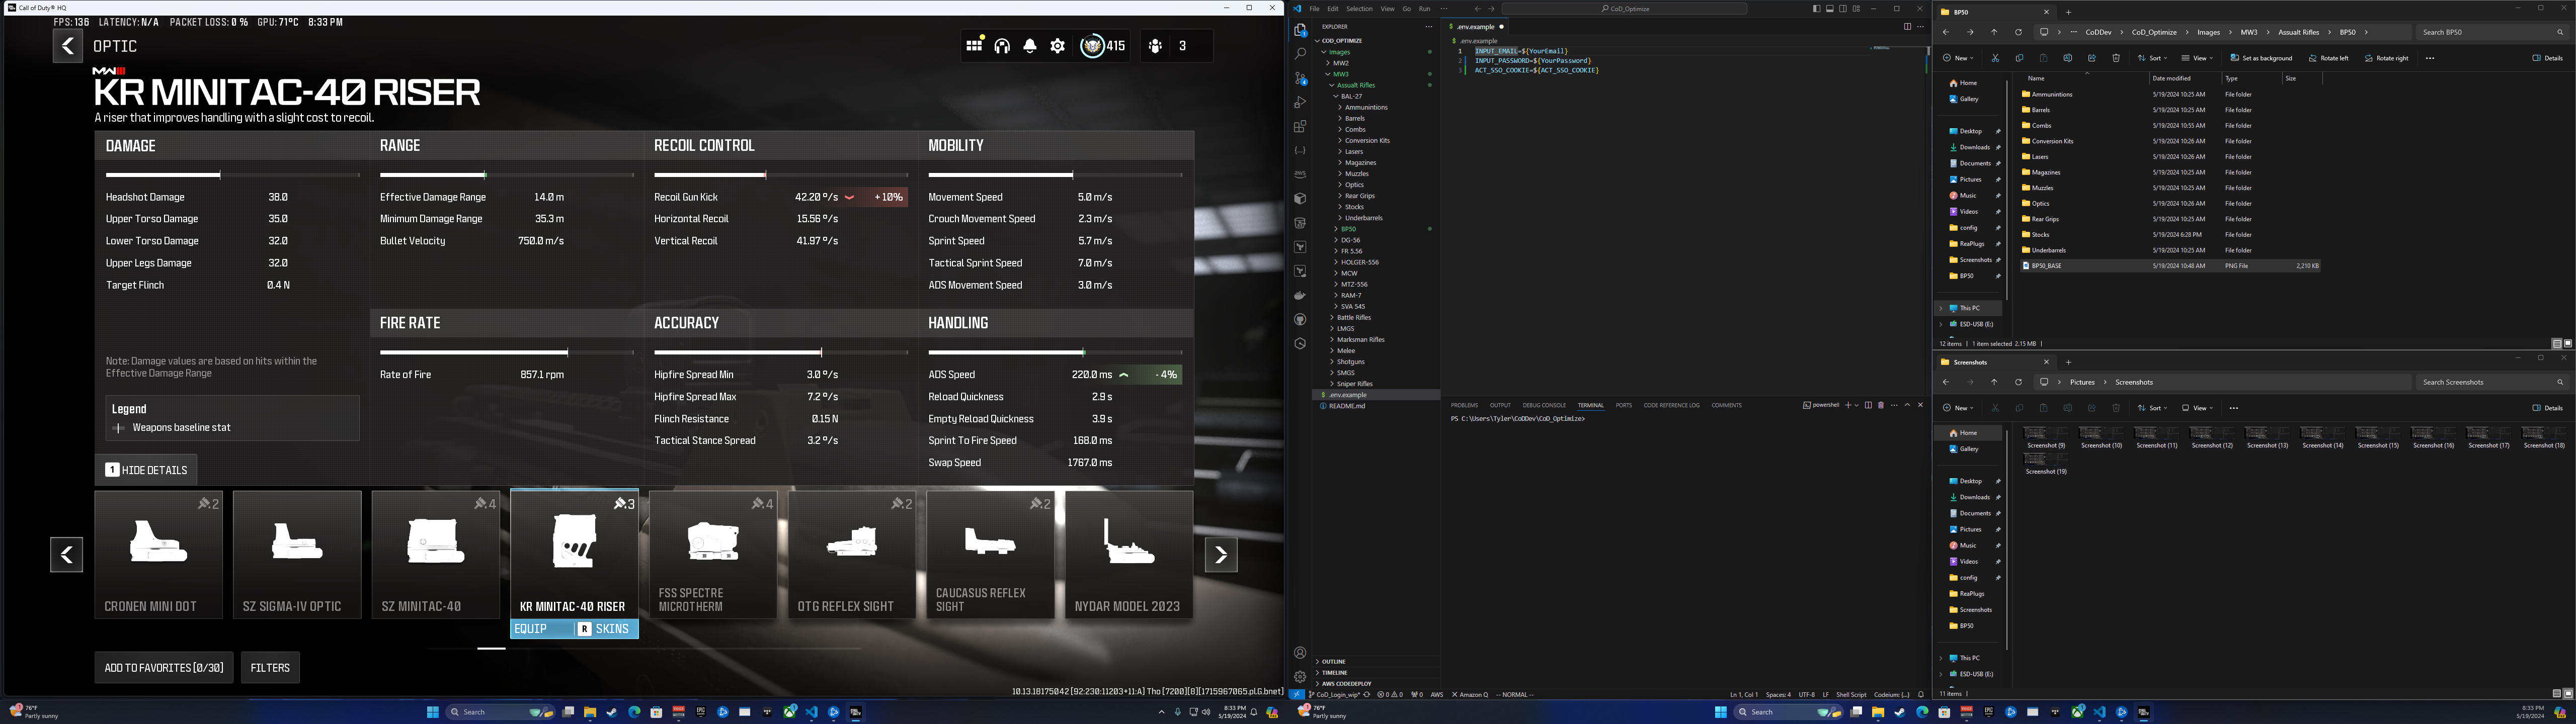 Call of Duty® HQ
FPS: 136 LATENCY: N/A PACKET LOSS: 0 % GPU: 71°C 8:33 PM
OPTIC
415
3
MWIII
KR MINITAC-40 RISER
A riser that improves handling with a slight cost to recoil.
DAMAGE
Headshot Damage 38.0
Upper Torso Damage 35.0
Lower Torso Damage 32.0
Upper Legs Damage 32.0
Target Flinch 0.4 N
Note: Damage values are based on hits within the
Effective Damage Range
Legend
Weapons baseline stat
1 HIDE DETAILS
RANGE
Effective Damage Range 14.0 m
Minimum Damage Range 35.3 m
Bullet Velocity 750.0 m/s
FIRE RATE
Rate of Fire 857.1 rpm
RECOIL CONTROL
Recoil Gun Kick 42.20 º/s + 10%
Horizontal Recoil 15.56 º/s
Vertical Recoil 41.97 º/s
ACCURACY
Hipfire Spread Min 3.0 º/s
Hipfire Spread Max 7.2 º/s
Flinch Resistance 0.15 N
Tactical Stance Spread 3.2 º/s
MOBILITY
Movement Speed 5.0 m/s
Crouch Movement Speed 2.3 m/s
Sprint Speed 5.7 m/s
Tactical Sprint Speed 7.0 m/s
ADS Movement Speed 3.0 m/s
HANDLING
ADS Speed 220.0 ms - 4%
Reload Quickness 2.9 s
Empty Reload Quickness 3.9 s
Sprint To Fire Speed 168.0 ms
Swap Speed 1767.0 ms
2
CRONEN MINI DOT
SZ SIGMA-IV OPTIC
4
SZ MINITAC-40
3
KR MINITAC-40 RISER
EQUIP R SKINS
4
FSS SPECTRE
MICROTHERM
2
OTG REFLEX SIGHT
2
CAUCASUS REFLEX
SIGHT
NYDAR MODEL 2023
ADD TO FAVORITES [0/30]
FILTERS
10.13.18175042 [92:230:11203+11:A] Tho [7200][8][1715967065.pl.G.bnet]
76°F
Partly sunny
Search
8:33 PM
5/19/2024
File Edit Selection View Go Run ···
CoD_Optimize
EXPLORER
COD_OPTIMIZE
Images
MW2
MW3
Assualt Rifles
BAL-27
Ammunintions
Barrels
Combs
Conversion Kits
Lasers
Magazines
Muzzles
Optics
Rear Grips
Stocks
Underbarrels
BP50
DG-56
FR 5.56
HOLGER-556
MCW
MTZ-556
RAM-7
SVA 545
Battle Rifles
LMGS
Marksman Rifles
Melee
Shotguns
SMGS
Sniper Rifles
.env.example
README.md
OUTLINE
TIMELINE
AWS CODEDEPLOY
.env.example
.env.example
1 INPUT_EMAIL=${YourEmail}
2 INPUT_PASSWORD=${YourPassword}
3 ACT_SSO_COOKIE=${ACT_SSO_COOKIE}
PROBLEMS OUTPUT DEBUG CONSOLE TERMINAL PORTS CODE REFERENCE LOG COMMENTS
powershell
PS C:\Users\Tyler\CoDDev\CoD_Optimize>
CoD_Login_wip* 0 0 0 AWS Amazon Q -- NORMAL --
Ln 1, Col 1 Spaces: 4 UTF-8 LF Shell Script Codeium: {...}
76°F
Partly sunny
Search
8:33 PM
5/19/2024
BP50
··· CoDDev > CoD_Optimize > Images > MW3 > Assualt Rifles > BP50 >
Search BP50
New Sort View Set as background Rotate left Rotate right ··· Details
Home
Gallery
Desktop
Downloads
Documents
Pictures
Music
Videos
config
ReaPlugs
Screenshots
BP50
This PC
ESD-USB (E:)
Name Date modified Type Size
Ammunintions 5/19/2024 10:25 AM File folder
Barrels 5/19/2024 10:25 AM File folder
Combs 5/19/2024 10:55 AM File folder
Conversion Kits 5/19/2024 10:26 AM File folder
Lasers 5/19/2024 10:26 AM File folder
Magazines 5/19/2024 10:25 AM File folder
Muzzles 5/19/2024 10:25 AM File folder
Optics 5/19/2024 10:26 AM File folder
Rear Grips 5/19/2024 10:25 AM File folder
Stocks 5/19/2024 6:28 PM File folder
Underbarrels 5/19/2024 10:25 AM File folder
BP50_BASE 5/19/2024 10:48 AM PNG File 2,210 KB
12 items 1 item selected 2.15 MB
Screenshots
Pictures > Screenshots
Search Screenshots
New Sort View ··· Details
Home
Gallery
Desktop
Downloads
Documents
Pictures
Music
Videos
config
ReaPlugs
Screenshots
BP50
This PC
ESD-USB (E:)
Screenshot (9) Screenshot (10) Screenshot (11) Screenshot (12) Screenshot (13) Screenshot (14) Screenshot (15) Screenshot (16) Screenshot (17) Screenshot (18)
Screenshot (19)
11 items
8:33 PM
5/19/2024